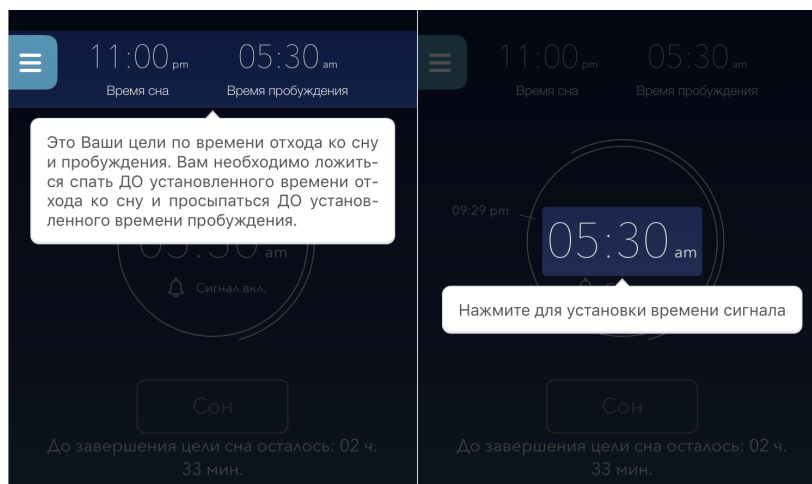 11:00 pm
Время сна
05:30 am
Время пробуждения
Это Ваши цели по времени отхода ко сну
и пробуждения. Вам необходимо ложить-
ся спать ДО установленного времени от-
хода ко сну и просыпаться ДО установ-
ленного времени пробуждения.
05:30 am
Сигнал вкл.
Сон
До завершения цели сна осталось: 02 ч.
33 мин.
11:00 pm
Время сна
05:30 am
Время пробуждения
09:29 pm
05:30 am
Нажмите для установки времени сигнала
Сон
До завершения цели сна осталось: 02 ч.
33 мин.